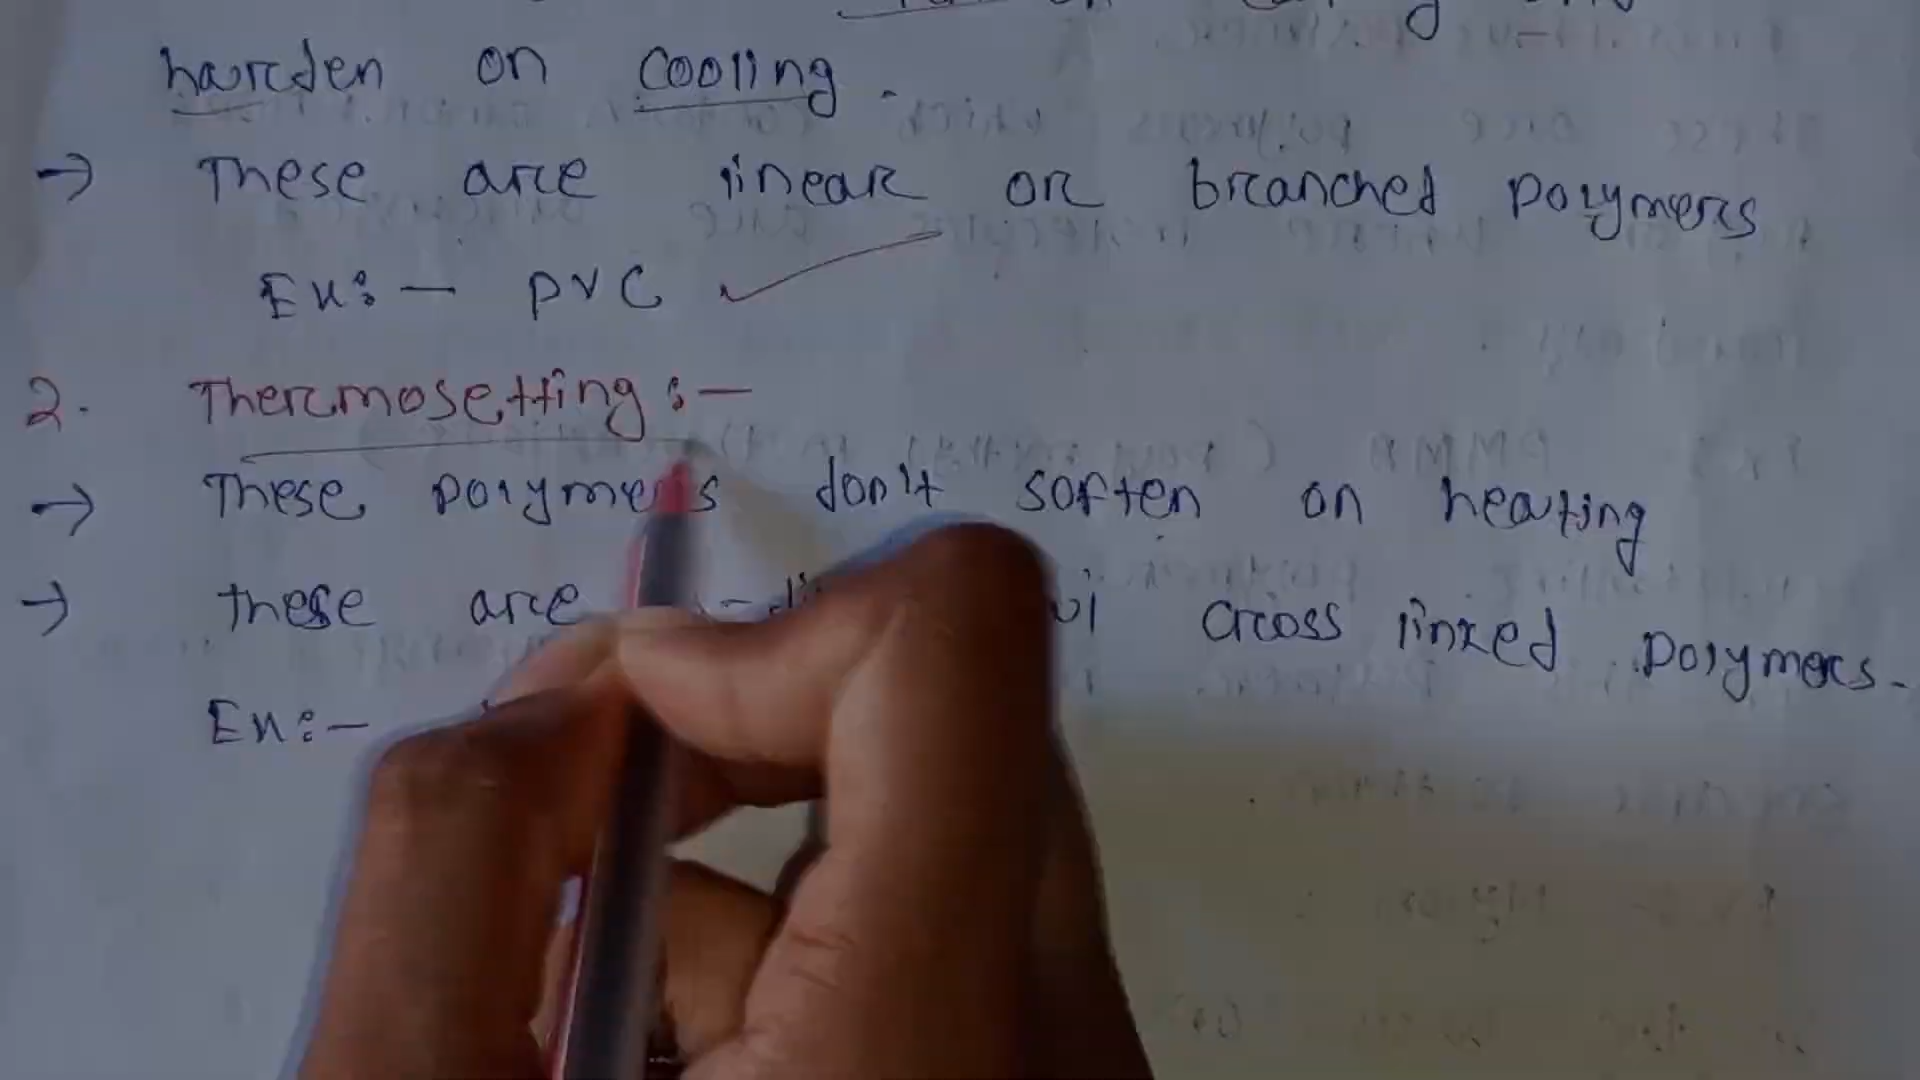 harden on cooling.
→ These are linear or branched polymers
Ex:- PVC
2. Thermosetting :-
→ These polymers don't soften on heating
→ these are cross linked polymers.
Ex:-